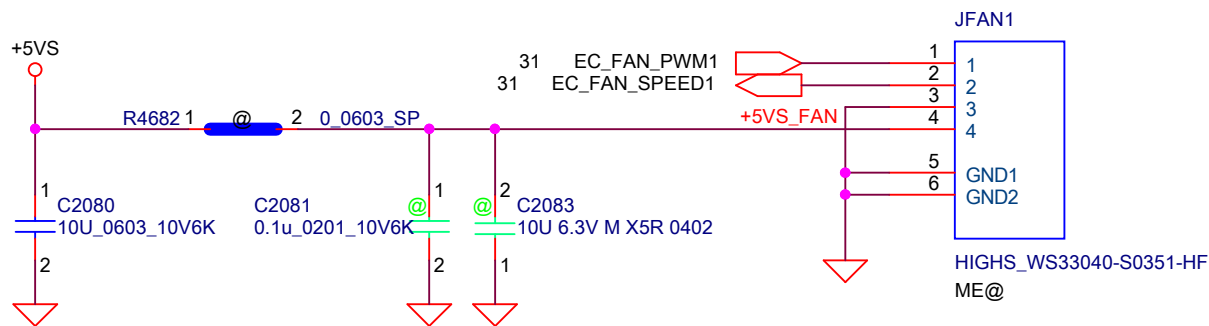 JFAN1
+5VS
31 EC_FAN_PWM1 1 1
31 EC_FAN_SPEED1 2 2
3 3
R4682 1 @ 2 0_0603_SP +5VS_FAN 4 4
5 GND1
6 GND2
1 1 2
C2080 C2081 @ @ C2083
10U_0603_10V6K 0.1u_0201_10V6K 10U 6.3V M X5R 0402
2 2 1
HIGHS_WS33040-S0351-HF
ME@